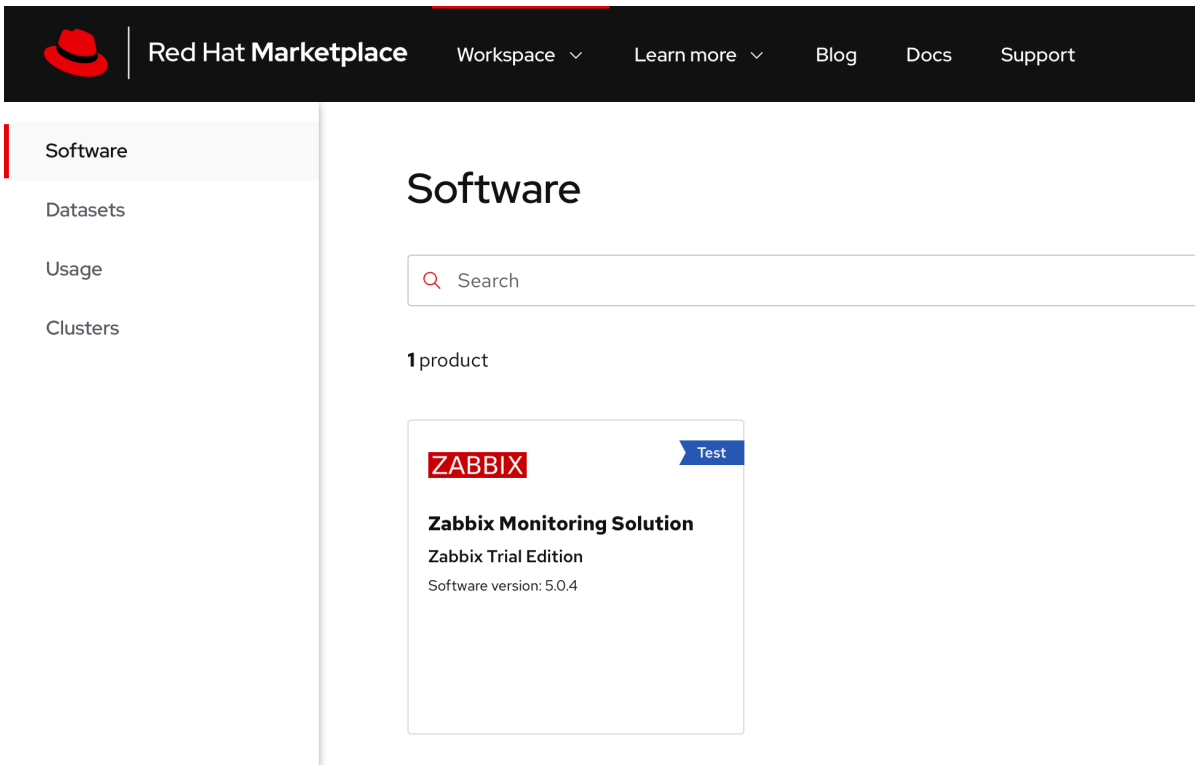 Red Hat Marketplace Workspace Learn more Blog Docs Support
Software
Datasets
Usage
Clusters
Software
Search
1 product
ZABBIX
Test
Zabbix Monitoring Solution
Zabbix Trial Edition
Software version: 5.0.4